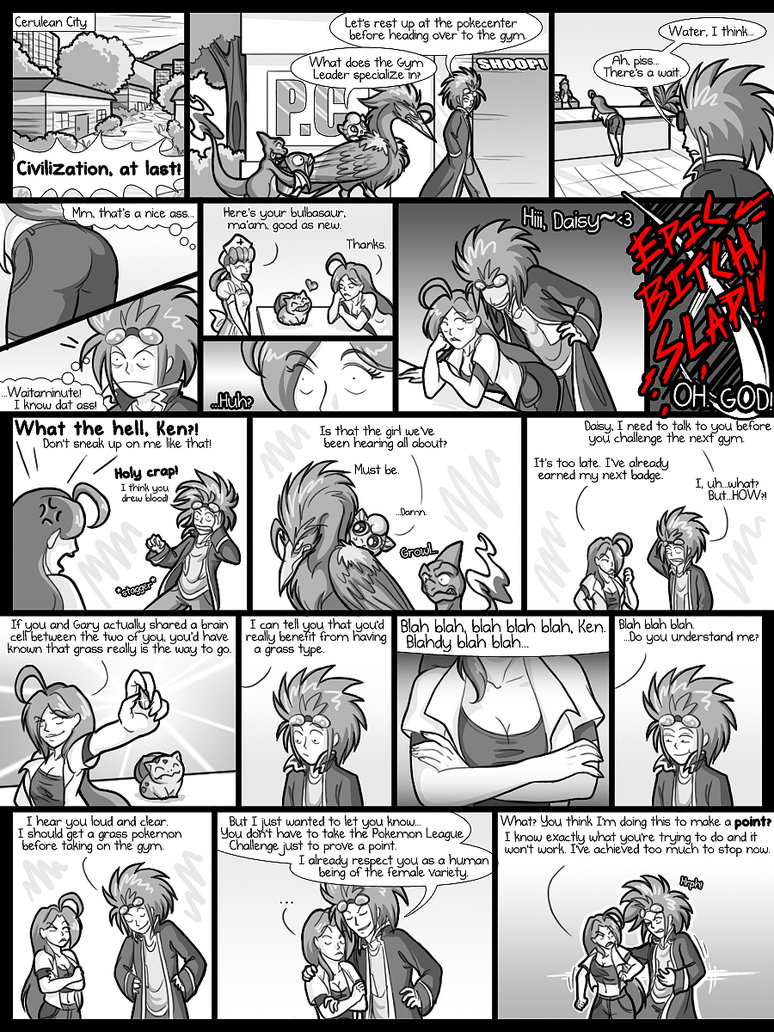 Cerulean City
Civilization, at last!
Let's rest up at the pokecenter
before heading over to the gym.
What does the Gym
Leader specialize in?
P.C
SHOOP!
Water, I think...
Ah, piss...
There's a wait.
Mm, that's a nice ass...
...Waitaminute!
I know dat ass!
Here's your bulbasaur,
ma'am, good as new.
Thanks.
...Huh?
Hiii, Daisy~<3
EPIC
BITCH
SLAP!!
OH, GOD!
What the hell, Ken?!
Don't sneak up on me like that!
Holy crap!
I think you
drew blood!
*stagger*
Is that the girl we've
been hearing all about?
Must be.
...Damn.
Growl...
Daisy, I need to talk to you before
you challenge the next gym.
It's too late. I've already
earned my next badge.
I, uh...what?
But...HOW?!
If you and Gary actually shared a brain
cell between the two of you, you'd have
known that grass really is the way to go.
I can tell you that you'd
really benefit from having
a grass type.
Blah blah, blah blah blah, Ken.
Blahdy blah blah...
Blah blah blah.
...Do you understand me?
I hear you loud and clear.
I should get a grass pokemon
before taking on the gym.
But I just wanted to let you know...
You don't have to take the Pokemon League
Challenge just to prove a point.
I already respect you as a human
being of the female variety.
...
What? You think I'm doing this to make a point?
I know exactly what you're trying to do and it
won't work. I've achieved too much to stop now.
Hnph!